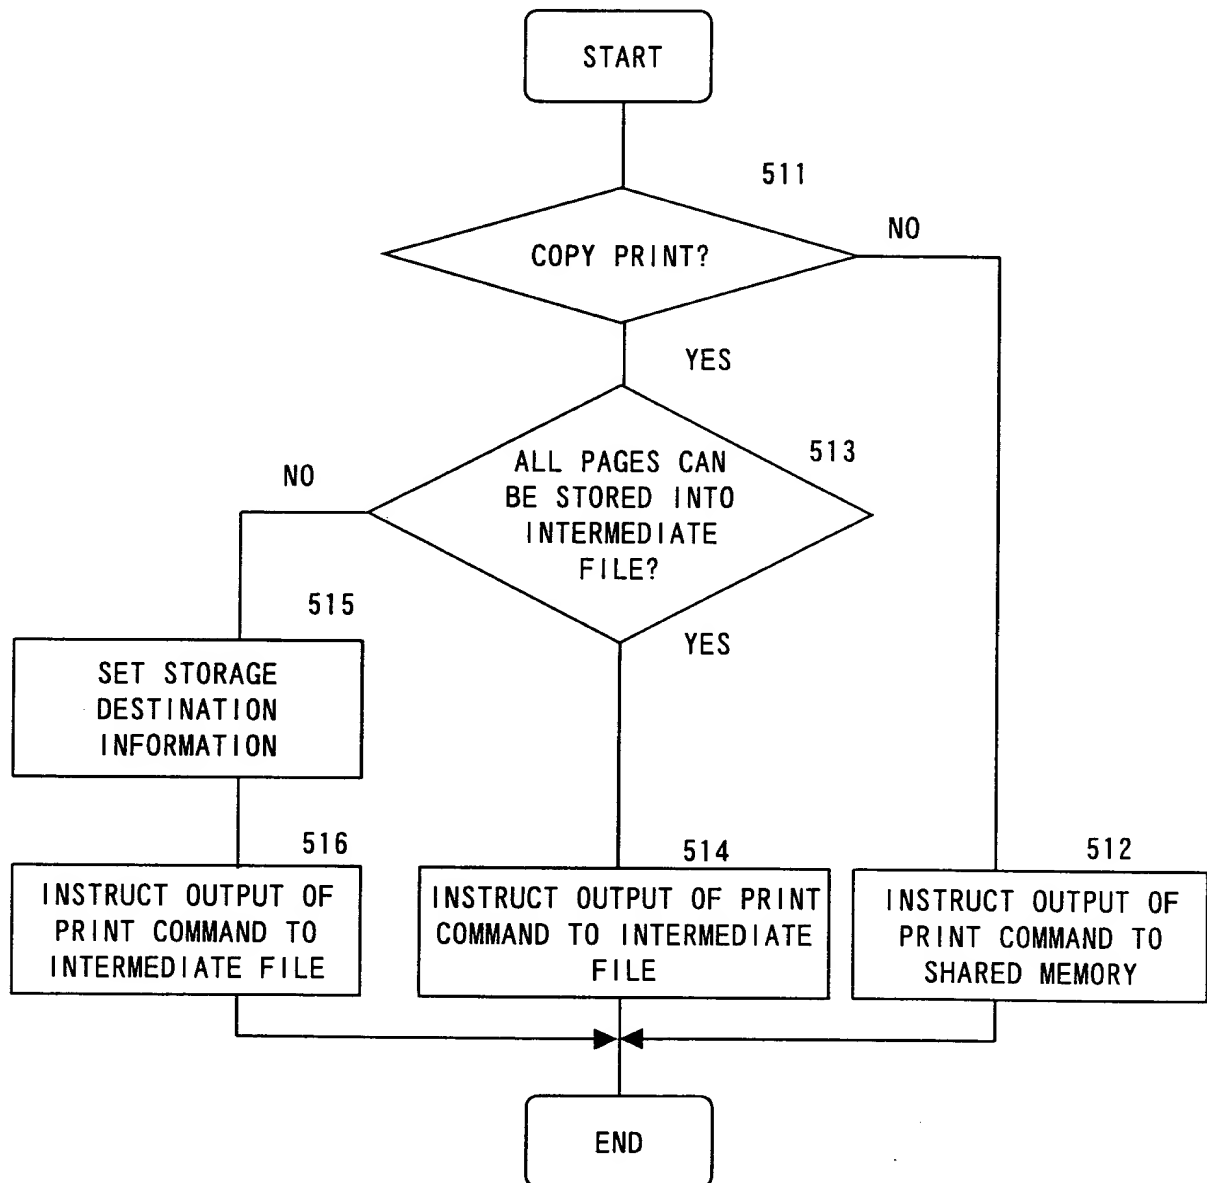 START
511
COPY PRINT?
NO
YES
513
ALL PAGES CAN
BE STORED INTO
INTERMEDIATE
FILE?
NO
YES
515
SET STORAGE
DESTINATION
INFORMATION
516
INSTRUCT OUTPUT OF
PRINT COMMAND TO
INTERMEDIATE FILE
514
INSTRUCT OUTPUT OF PRINT
COMMAND TO INTERMEDIATE
FILE
512
INSTRUCT OUTPUT OF
PRINT COMMAND TO
SHARED MEMORY
END